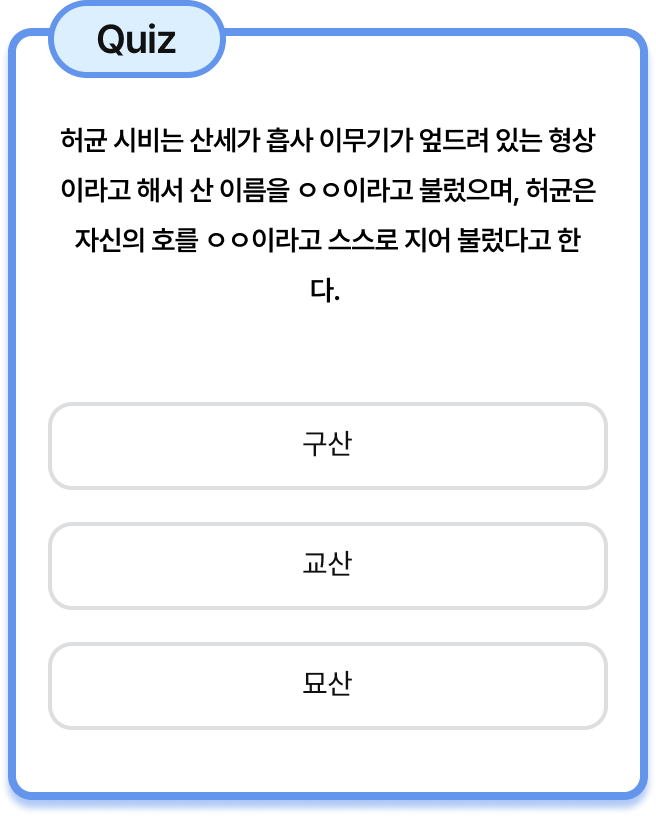 Quiz
허균 시비는 산세가 흡사 이무기가 엎드려 있는 형상
이라고 해서 산 이름을 ㅇㅇ이라고 불렀으며, 허균은
자신의 호를 ㅇㅇ이라고 스스로 지어 불렀다고 한
다.
구산
교산
묘산